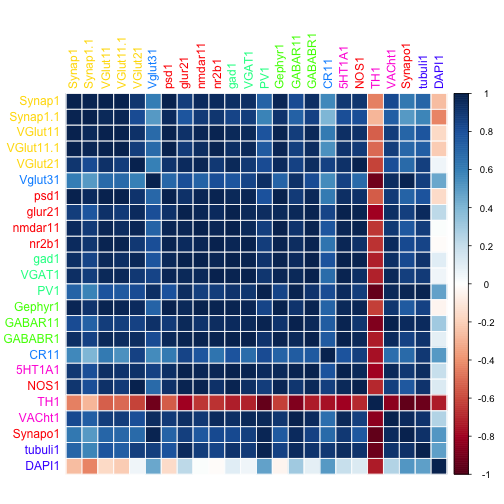 Synap1 Synap1.1 VGlut11 VGlut11.1 VGlut21 Vglut31 psd1 glur21 nmdar11 nr2b1 gad1 VGAT1 PV1 Gephyr1 GABAR11 GABABR1 CR11 5HT1A1 NOS1 TH1 VACht1 Synapo1 tubuli1 DAPI1
Synap1
Synap1.1
VGlut11
VGlut11.1
VGlut21
Vglut31
psd1
glur21
nmdar11
nr2b1
gad1
VGAT1
PV1
Gephyr1
GABAR11
GABABR1
CR11
5HT1A1
NOS1
TH1
VACht1
Synapo1
tubuli1
DAPI1
1
0.8
0.6
0.4
0.2
0
-0.2
-0.4
-0.6
-0.8
-1